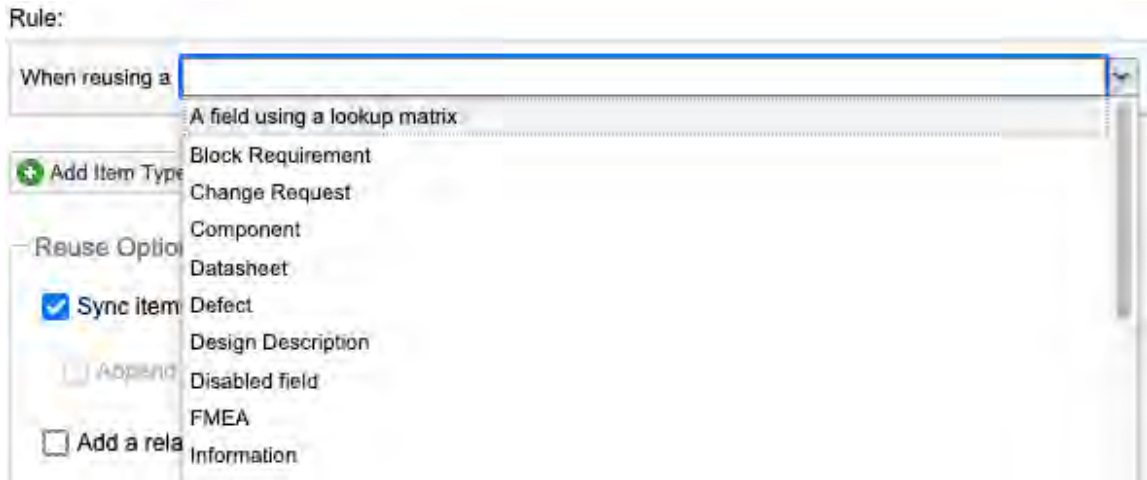 Rule:
When reusing a
A field using a lookup matrix
Block Requirement
Add Item Type
Change Request
Component
Reuse Optio
Datasheet
Sync item
Defect
Design Description
Append
Disabled field
FMEA
Add a rela
Information